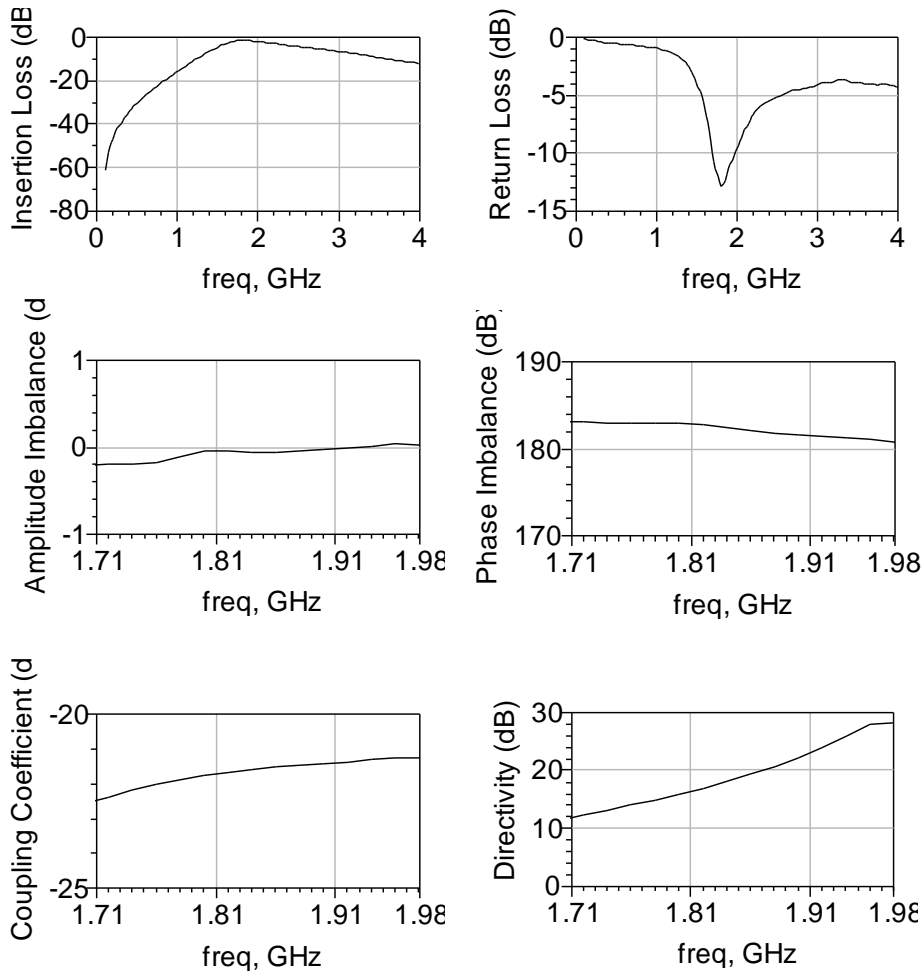 Insertion Loss (dB
0
-20
-40
-60
-80
0 1 2 3 4
freq, GHz
Return Loss (dB)
0
-5
-10
-15
0 1 2 3 4
freq, GHz
Amplitude Imbalance (d
1
0
-1
1.71 1.81 1.91 1.98
freq, GHz
Phase Imbalance (dB)
190
180
170
1.71 1.81 1.91 1.98
freq, GHz
Coupling Coefficient (d
-20
-25
1.71 1.81 1.91 1.98
freq, GHz
Directivity (dB)
30
20
10
0
1.71 1.81 1.91 1.98
freq, GHz